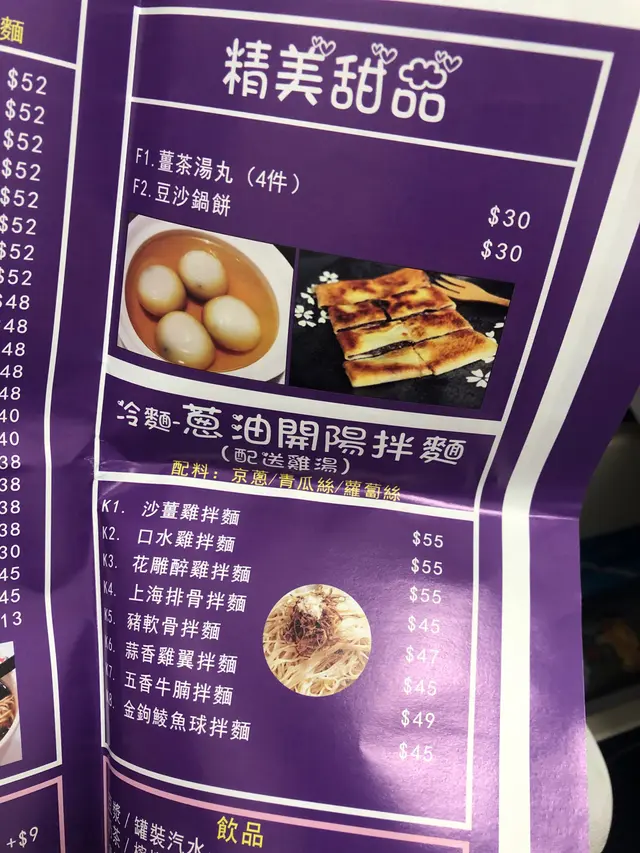 麵
$52
$52
$52
$52
$52
$52
$52
$52
$48
48
48
48
48
40
40
38
38
38
38
30
45
45
13
+$9
精美甜品
F1.薑茶湯丸（4件） $30
F2.豆沙鍋餅 $30
冷麵-蔥油開陽拌麵
(配送雞湯)
配料：京蔥/青瓜絲/蘿蔔絲
K1. 沙薑雞拌麵 $55
K2. 口水雞拌麵 $55
K3. 花雕醉雞拌麵 $55
K4. 上海排骨拌麵 $45
K5. 豬軟骨拌麵 $47
K6. 蒜香雞翼拌麵 $45
K7. 五香牛腩拌麵 $49
8. 金鉤鯪魚球拌麵 $45
飲品
漿/罐裝汽水
茶/